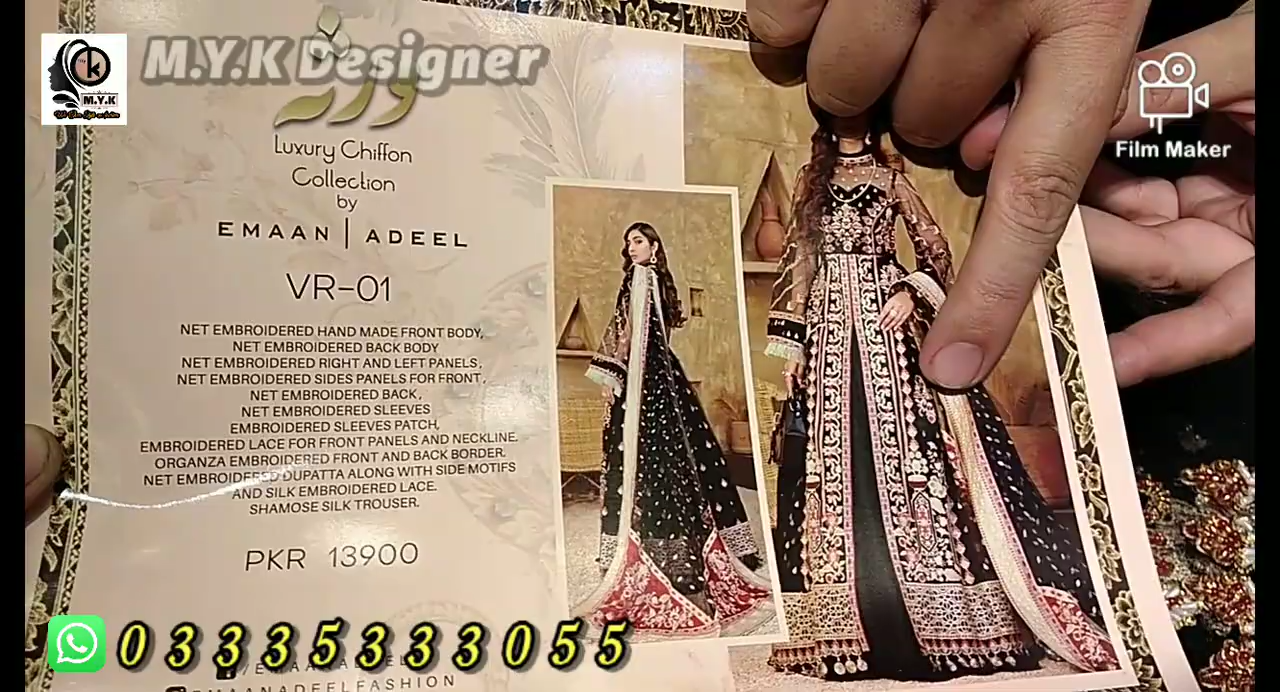 M.Y.K Designer
M.Y.K
ورثہ
Luxury Chiffon
Collection
by
EMAAN | ADEEL
VR-01
NET EMBROIDERED HAND MADE FRONT BODY,
NET EMBROIDERED BACK BODY
NET EMBROIDERED RIGHT AND LEFT PANELS,
NET EMBROIDERED SIDES PANELS FOR FRONT,
NET EMBROIDERED BACK,
NET EMBROIDERED SLEEVES
EMBROIDERED SLEEVES PATCH,
EMBROIDERED LACE FOR FRONT PANELS AND NECKLINE.
ORGANZA EMBROIDERED FRONT AND BACK BORDER.
NET EMBROIDERED DUPATTA ALONG WITH SIDE MOTIFS
AND SILK EMBROIDERED LACE.
SHAMOSE SILK TROUSER.
PKR 13900
03335333055
/EMAANADEEL
EMAANADEELFASHION
Film Maker